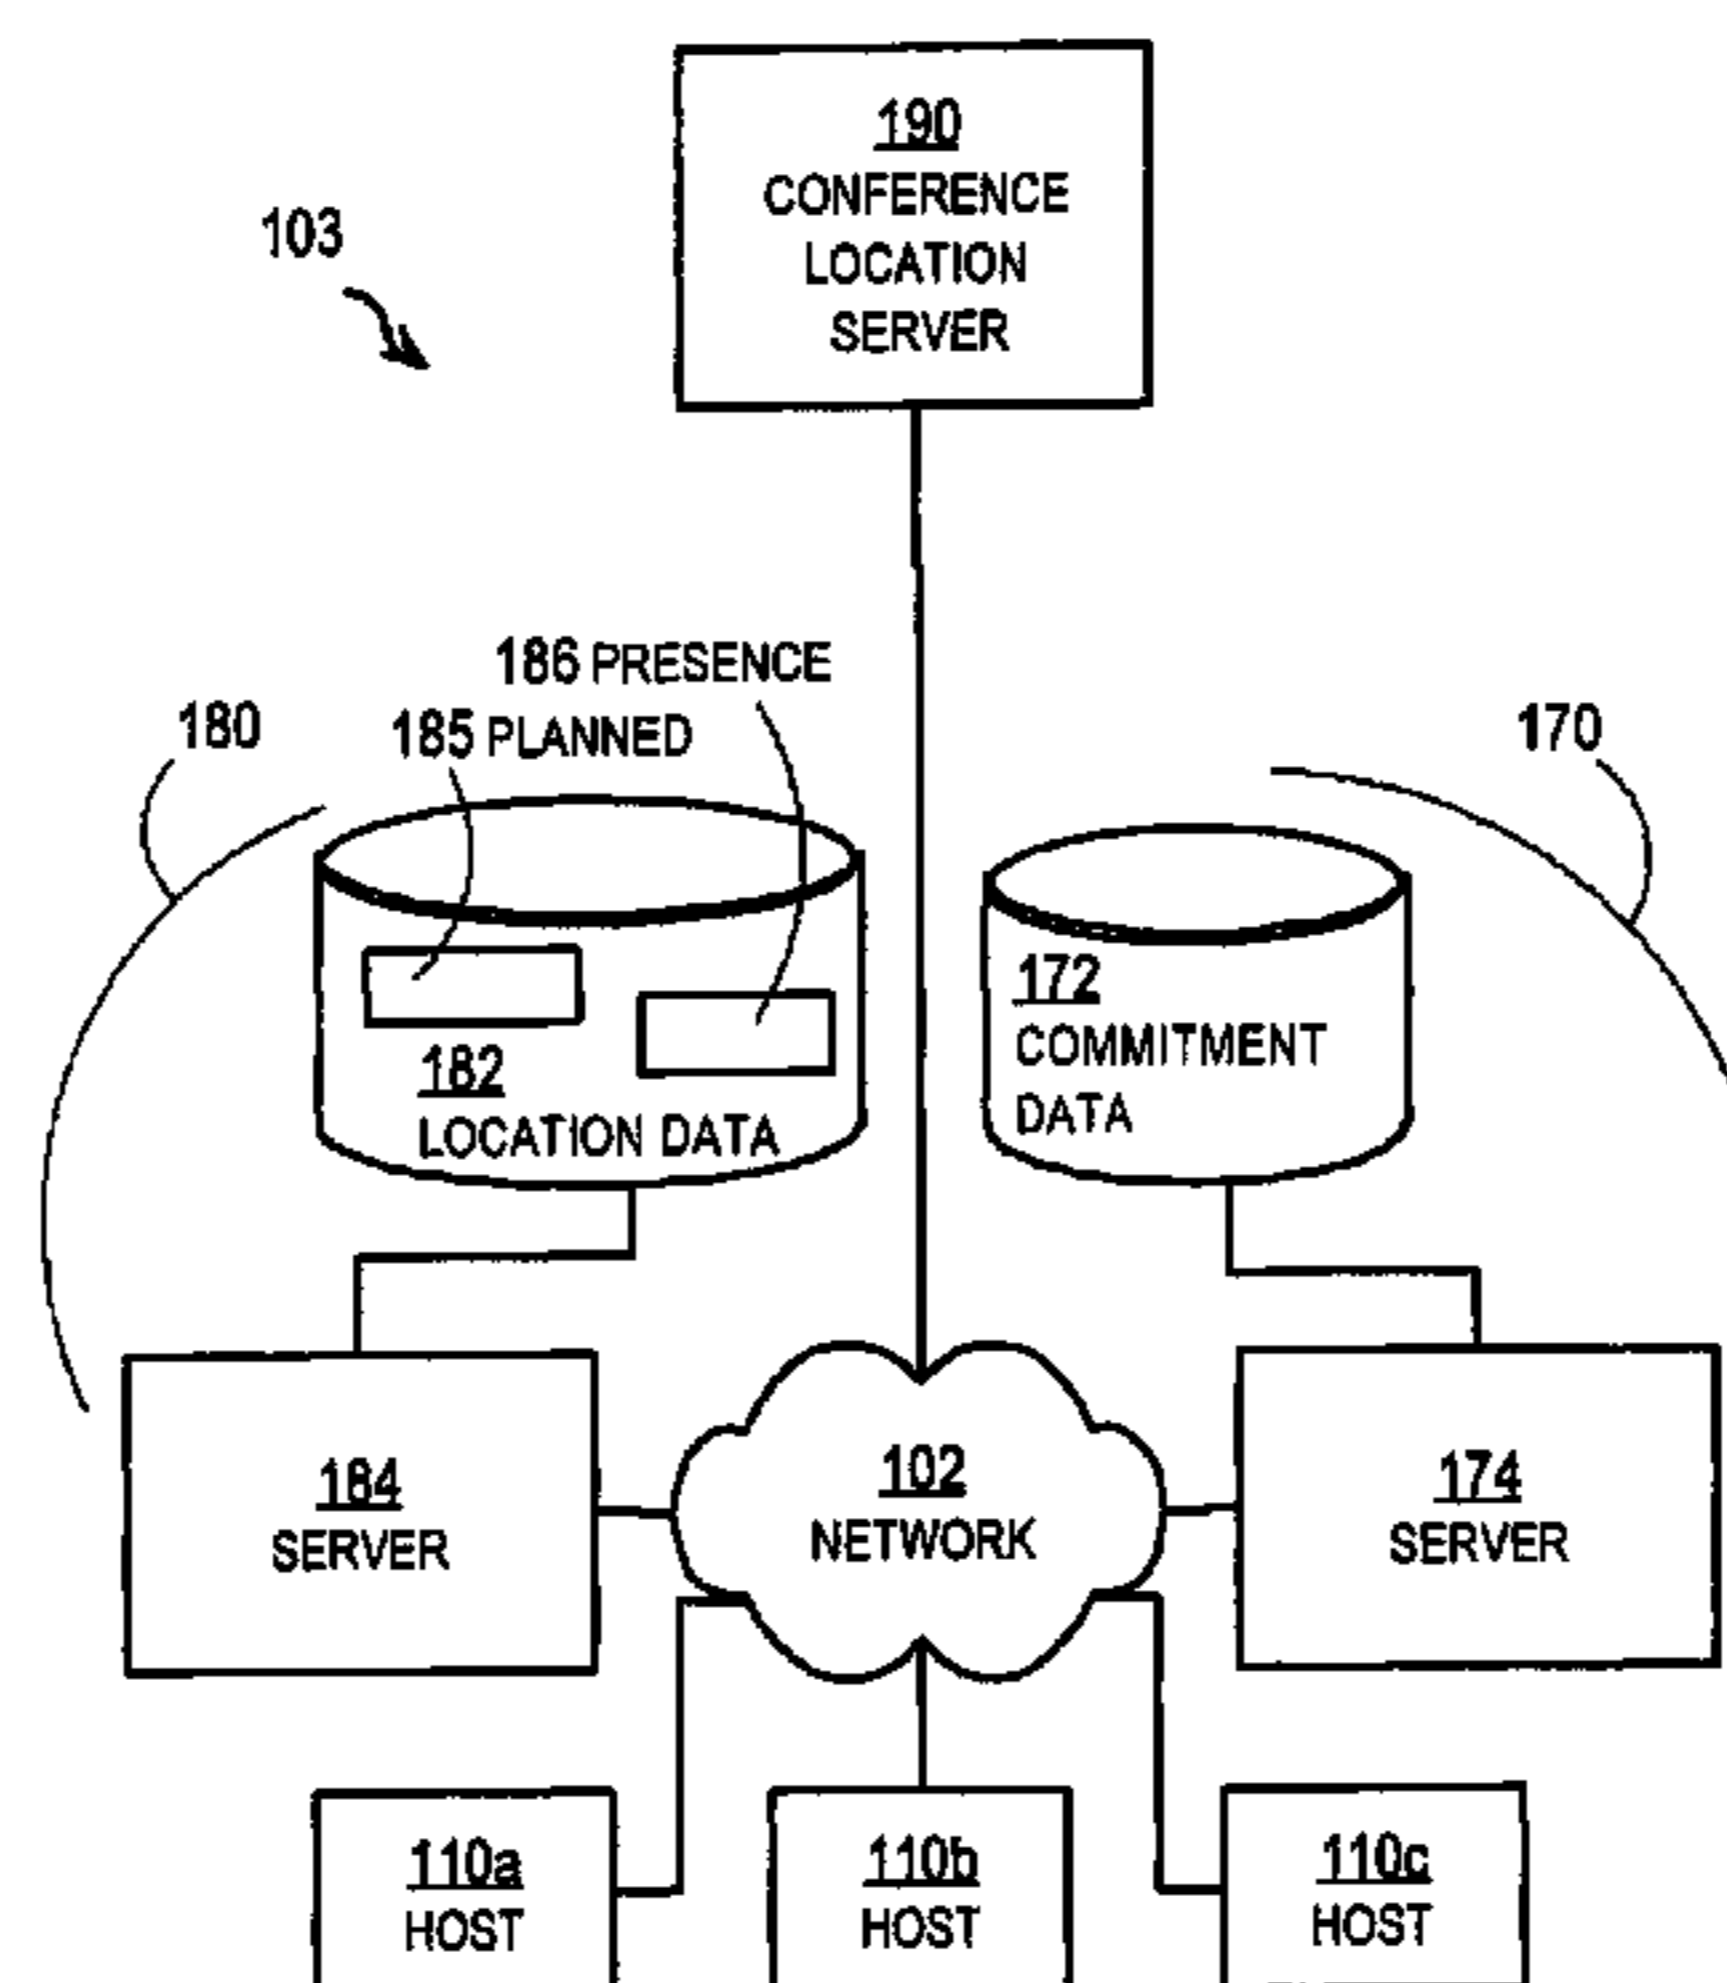 190
CONFERENCE
LOCATION
SERVER
103
186 PRESENCE
185 PLANNED
180
170
172
COMMITMENT
DATA
182
LOCATION DATA
184
SERVER
102
NETWORK
174
SERVER
110a
HOST
110b
HOST
110c
HOST